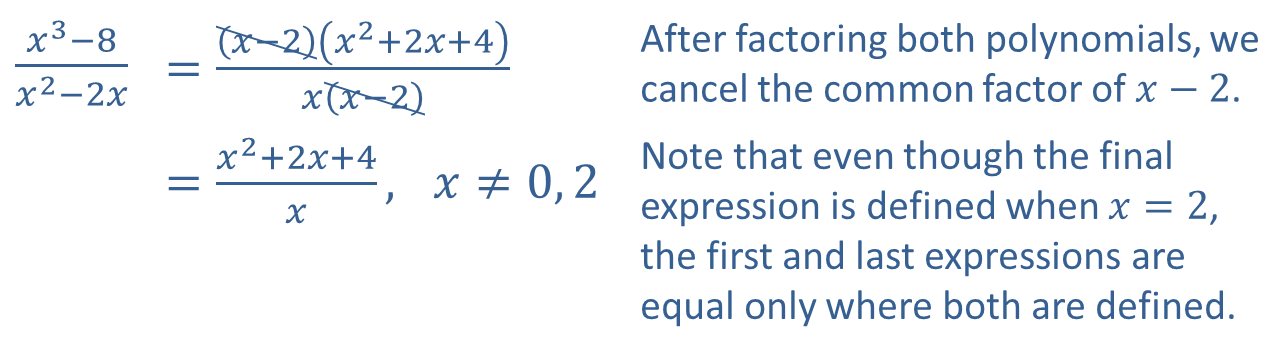 x³−8 / x²−2x = (x−2)(x²+2x+4) / x(x−2)
After factoring both polynomials, we
cancel the common factor of x − 2.
= x²+2x+4 / x, x ≠ 0, 2
Note that even though the final
expression is defined when x = 2,
the first and last expressions are
equal only where both are defined.